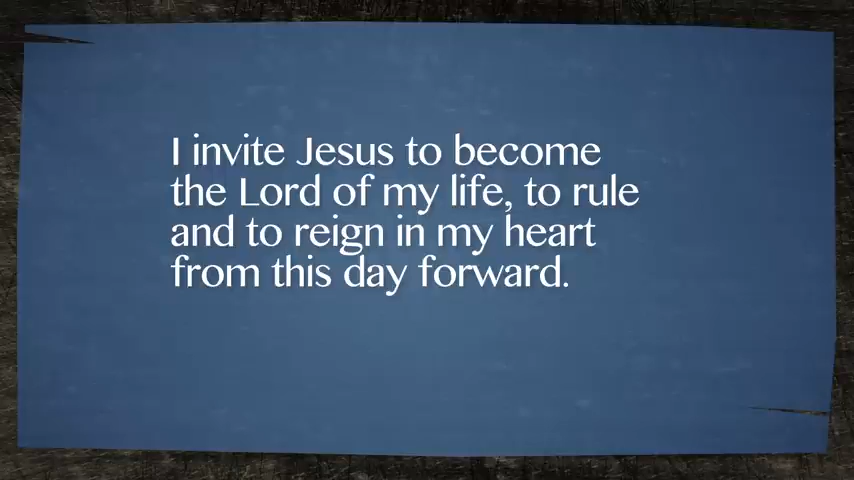 I invite Jesus to become
the Lord of my life, to rule
and to reign in my heart
from this day forward.